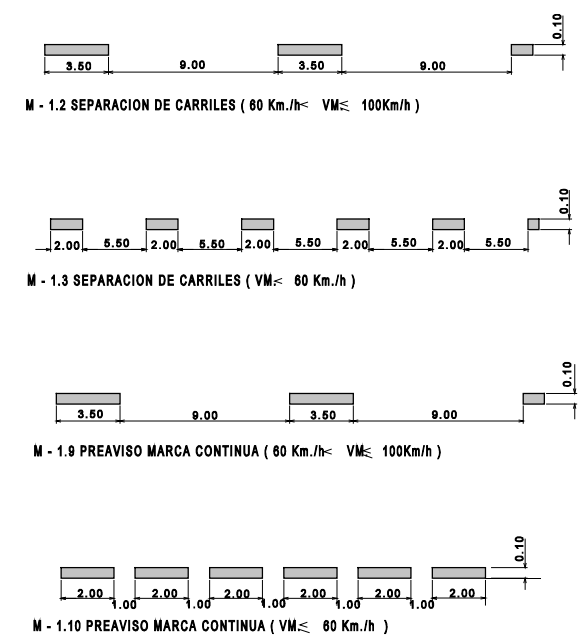 0.10
3.50 9.00 3.50 9.00
M - 1.2 SEPARACION DE CARRILES ( 60 Km./h< VM≤ 100Km/h )
0.10
2.00 5.50 2.00 5.50 2.00 5.50 2.00 5.50 2.00 5.50
M - 1.3 SEPARACION DE CARRILES ( VM≤ 60 Km./h )
0.10
3.50 9.00 3.50 9.00
M - 1.9 PREAVISO MARCA CONTINUA ( 60 Km./h< VM≤ 100Km/h )
0.10
2.00 2.00 2.00 2.00 2.00 2.00
1.00 1.00 1.00 1.00 1.00
M - 1.10 PREAVISO MARCA CONTINUA ( VM≤ 60 Km./h )